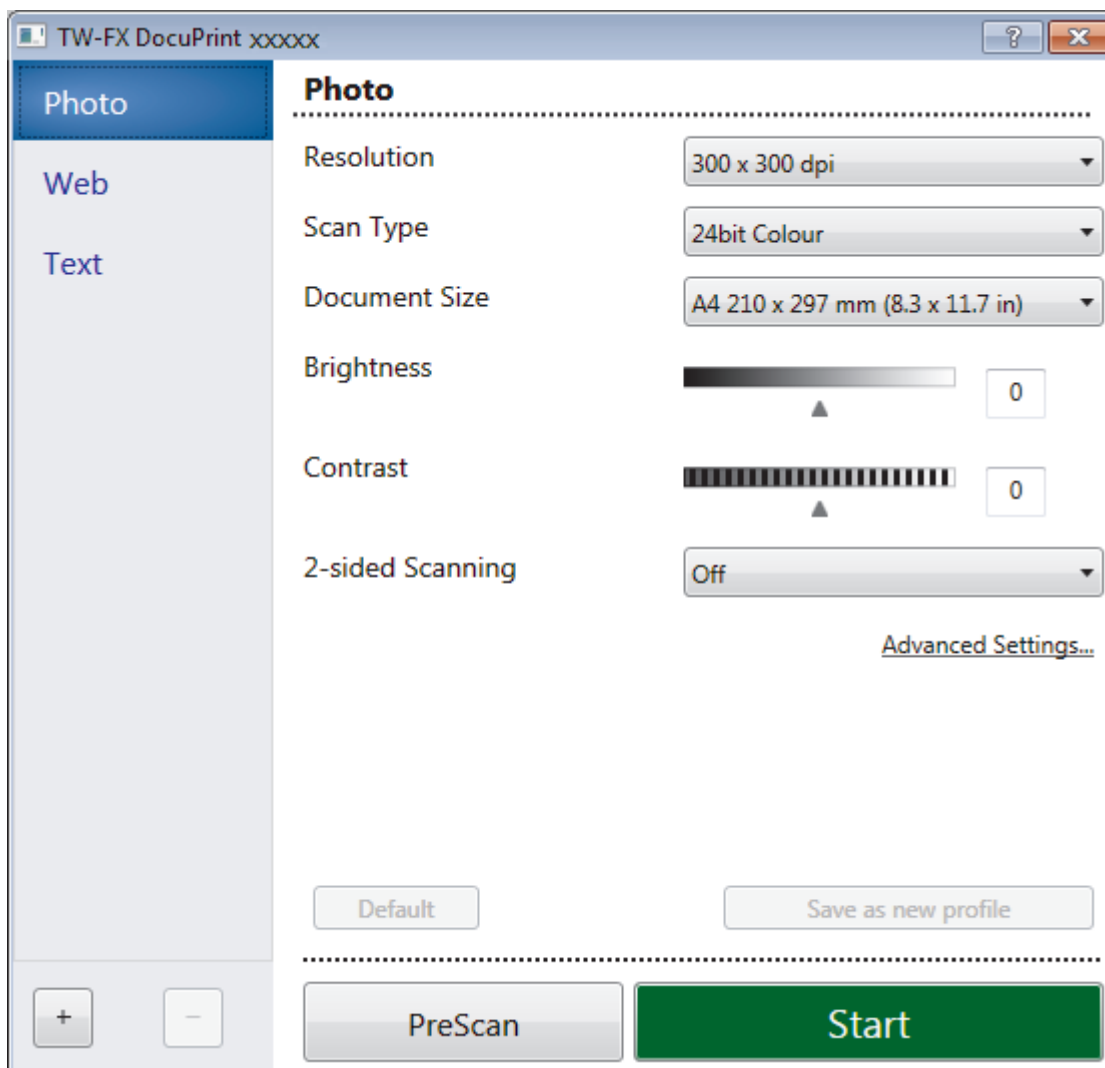 TW-FX DocuPrint xxxxx
?
Photo
Web
Text
Photo
Resolution
300 x 300 dpi
Scan Type
24bit Colour
Document Size
A4 210 x 297 mm (8.3 x 11.7 in)
Brightness
0
Contrast
0
2-sided Scanning
Off
Advanced Settings...
Default
Save as new profile
+
−
PreScan
Start